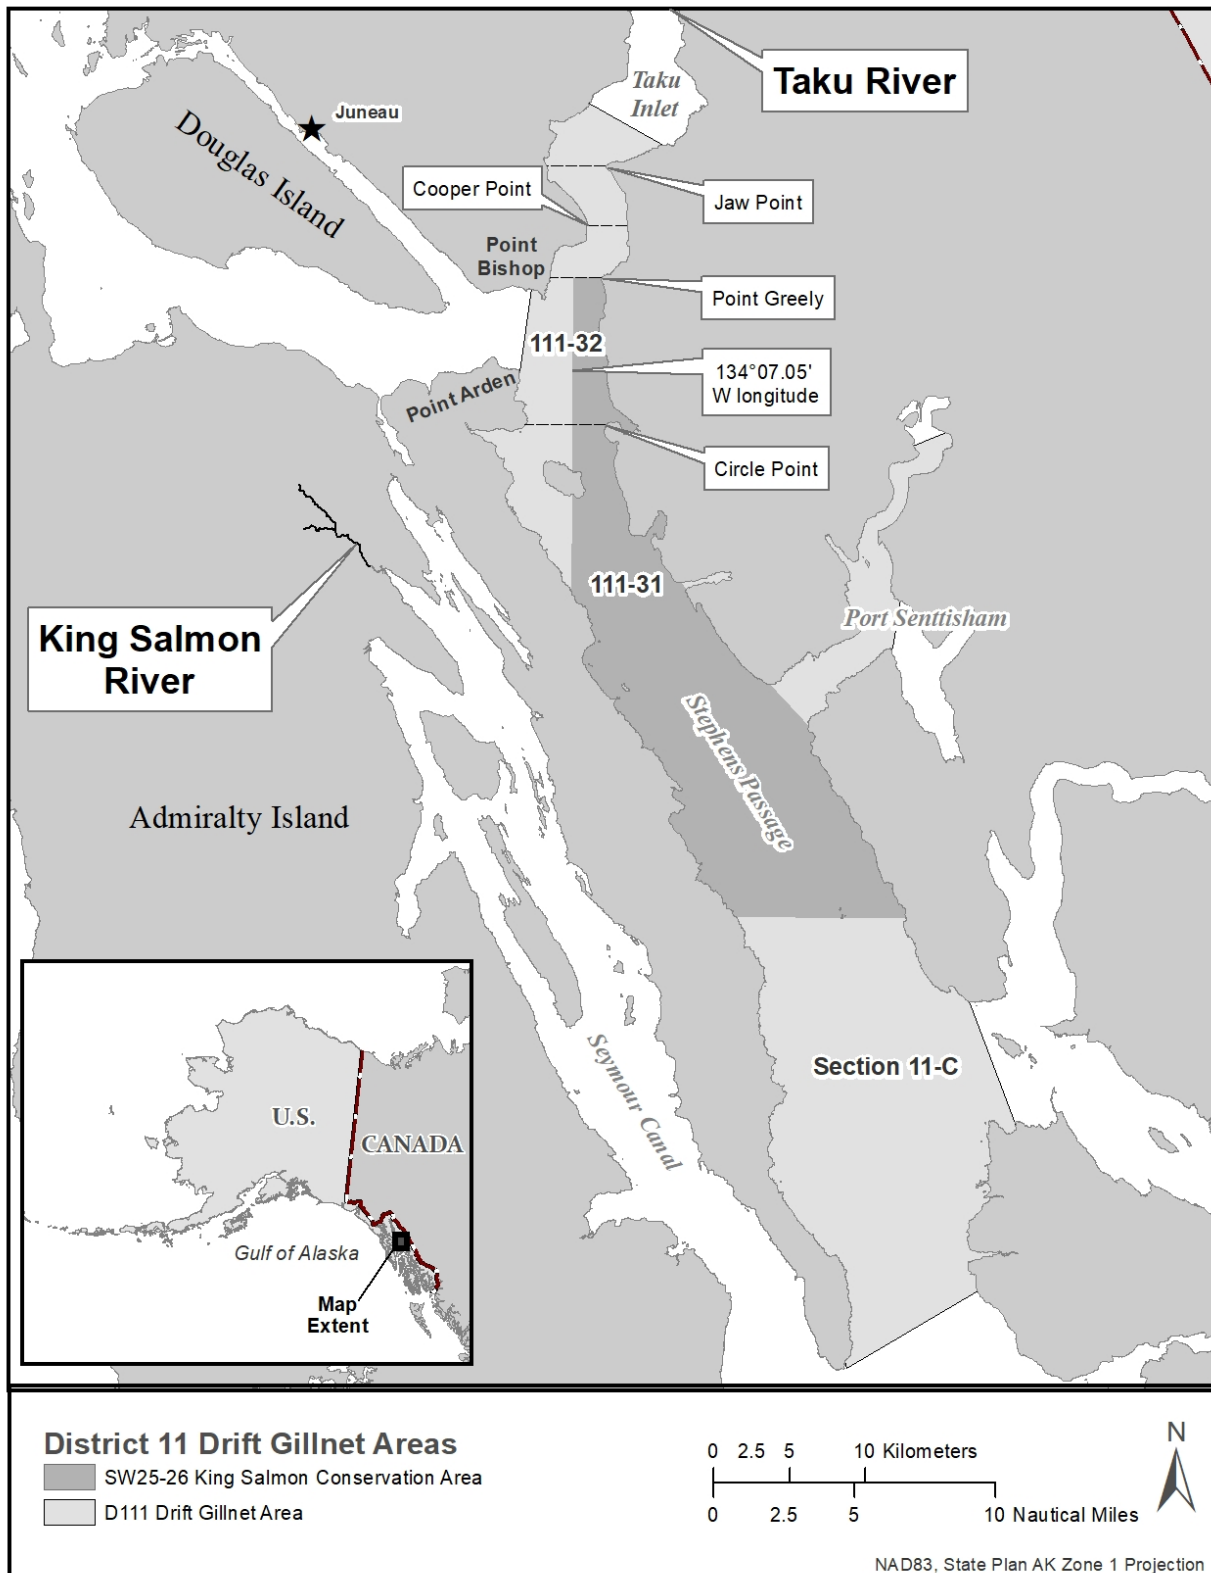 Taku River
Taku
Inlet
Juneau
Douglas Island
Cooper Point
Jaw Point
Point
Bishop
Point Greely
111-32
134°07.05'
W longitude
Point Arden
Circle Point
111-31
King Salmon
River
Port Senttisham
Stephens Passage
Admiralty Island
Section 11-C
Seymour Canal
U.S.
CANADA
Gulf of Alaska
Map
Extent
District 11 Drift Gillnet Areas
SW25-26 King Salmon Conservation Area
D111 Drift Gillnet Area
0 2.5 5 10 Kilometers
0 2.5 5 10 Nautical Miles
N
NAD83, State Plan AK Zone 1 Projection